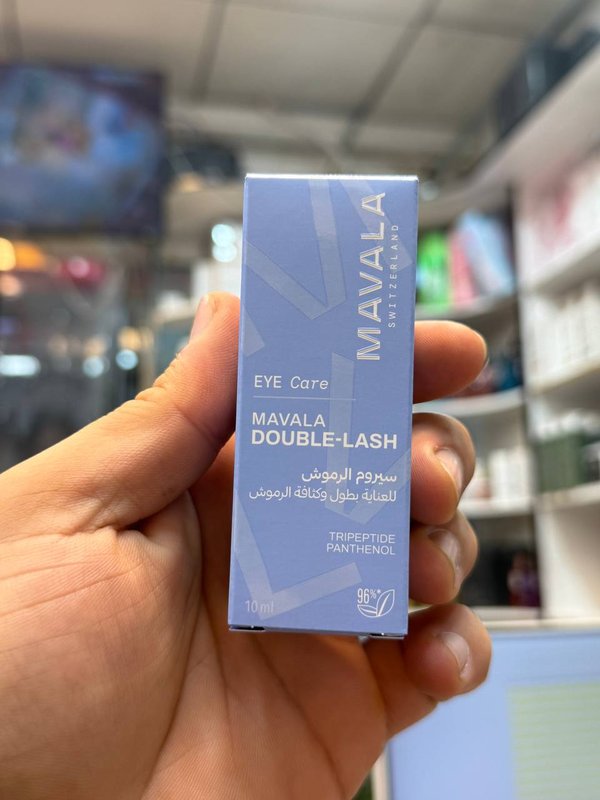 MAVALA
SWITZERLAND
EYE Care
MAVALA
DOUBLE-LASH
سيروم الرموش
للعناية بطول وكثافة الرموش
TRIPEPTIDE
PANTHENOL
10 ml
96%*